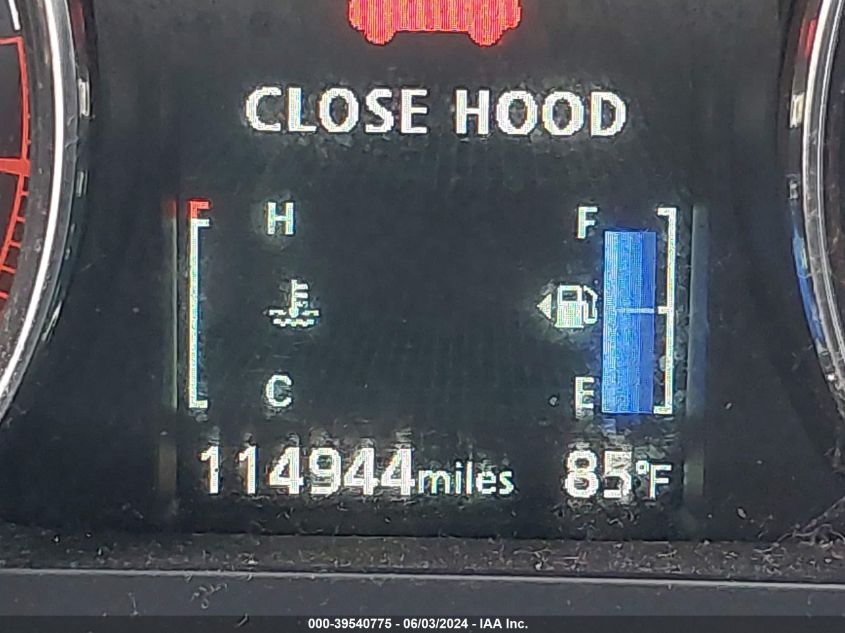 CLOSE HOOD
H F
C E
114944miles 85°F
000-39540775 - 06/03/2024 - IAA Inc.